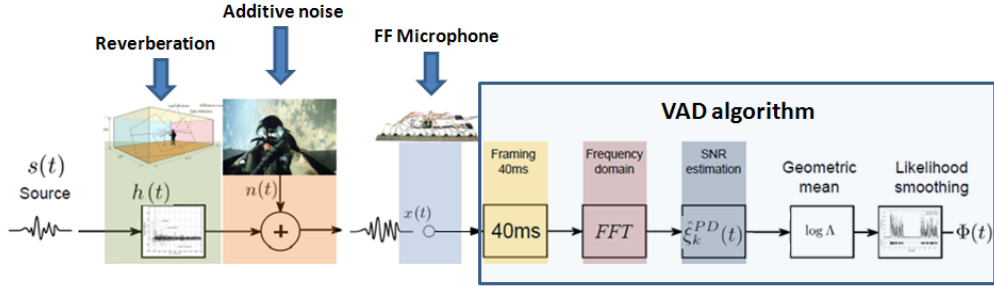 Additive noise
Reverberation
FF Microphone
VAD algorithm
Framing
40ms
Frequency
domain
SNR
estimation
Geometric
mean
Likelihood
smoothing
s(t)
Source
h(t)
n(t)
+
x(t)
40ms
FFT
ξ̂ₖᴾᴰ(t)
log Λ
Φ(t)